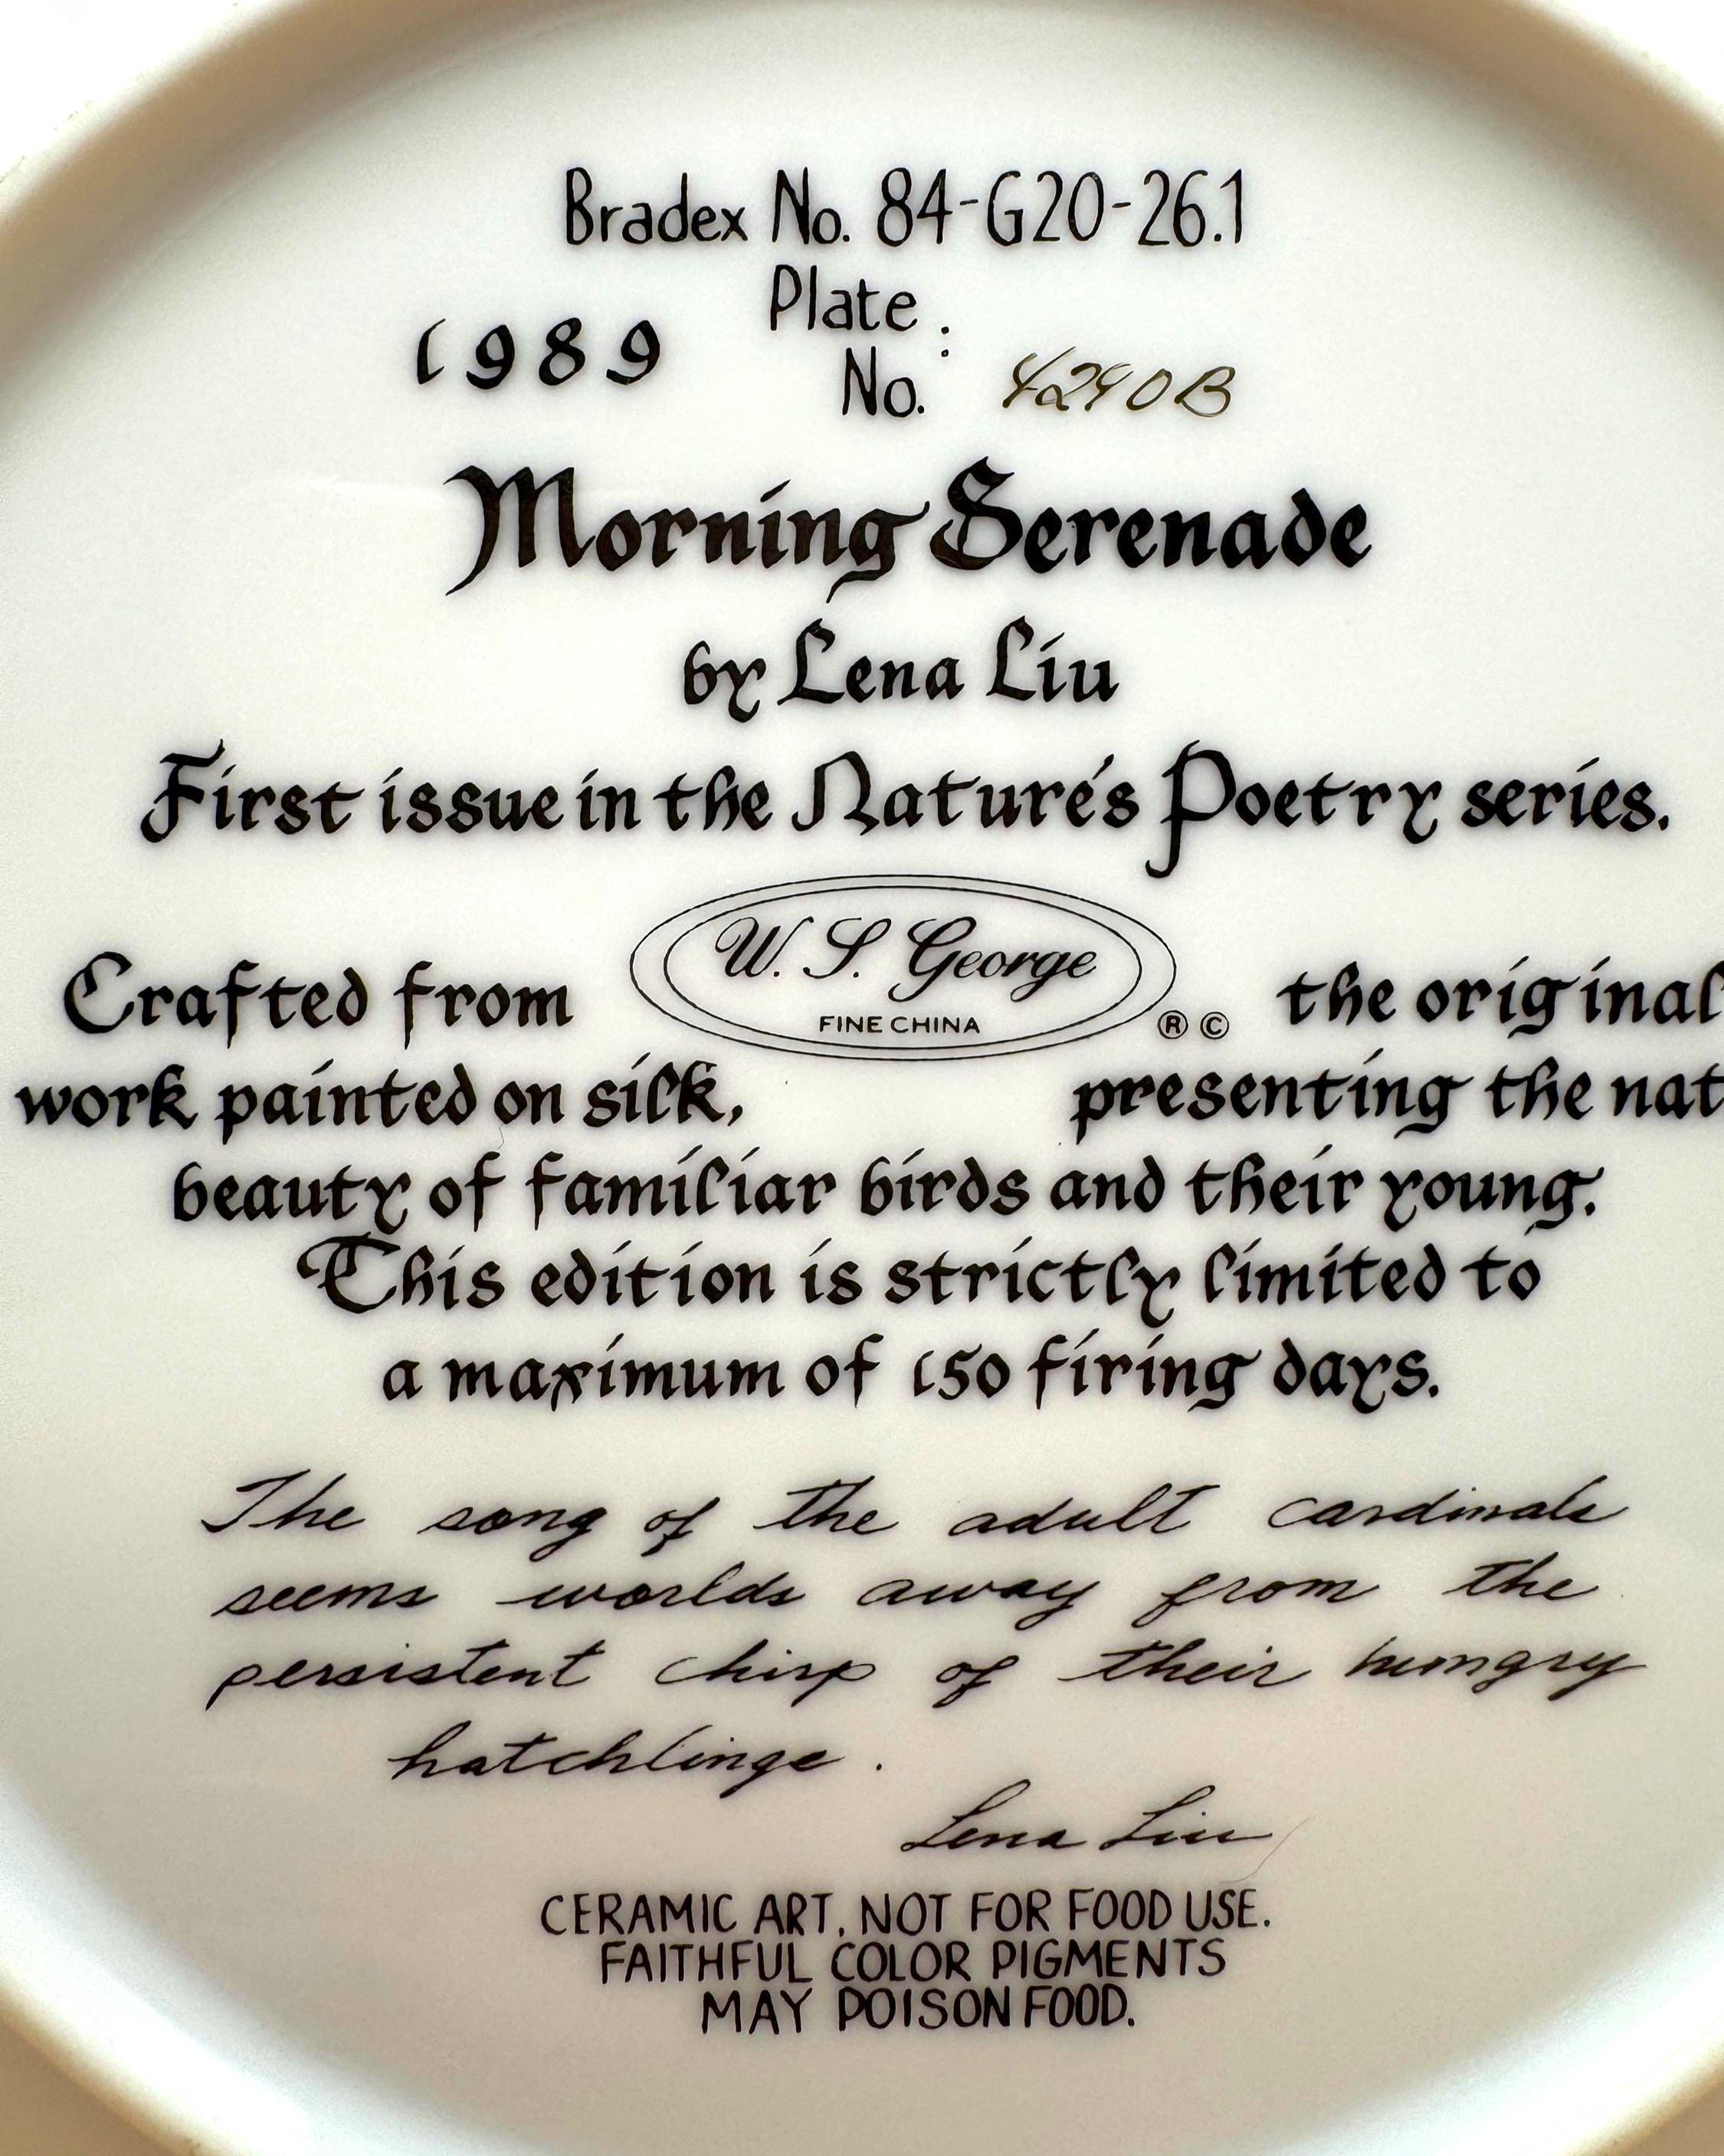 Bradex No. 84-G20-26.1
Plate
1989 No. : 4290B
Morning Serenade
by Lena Liu
First issue in the Nature's Poetry series.
W. S. George
FINE CHINA ® ©
Crafted from the original
work painted on silk, presenting the nat
beauty of familiar birds and their young.
This edition is strictly limited to
a maximum of 150 firing days.
The song of the adult cardinals
seems worlds away from the
persistent chirp of their hungry
hatchlings.
Lena Liu
CERAMIC ART. NOT FOR FOOD USE.
FAITHFUL COLOR PIGMENTS
MAY POISON FOOD.